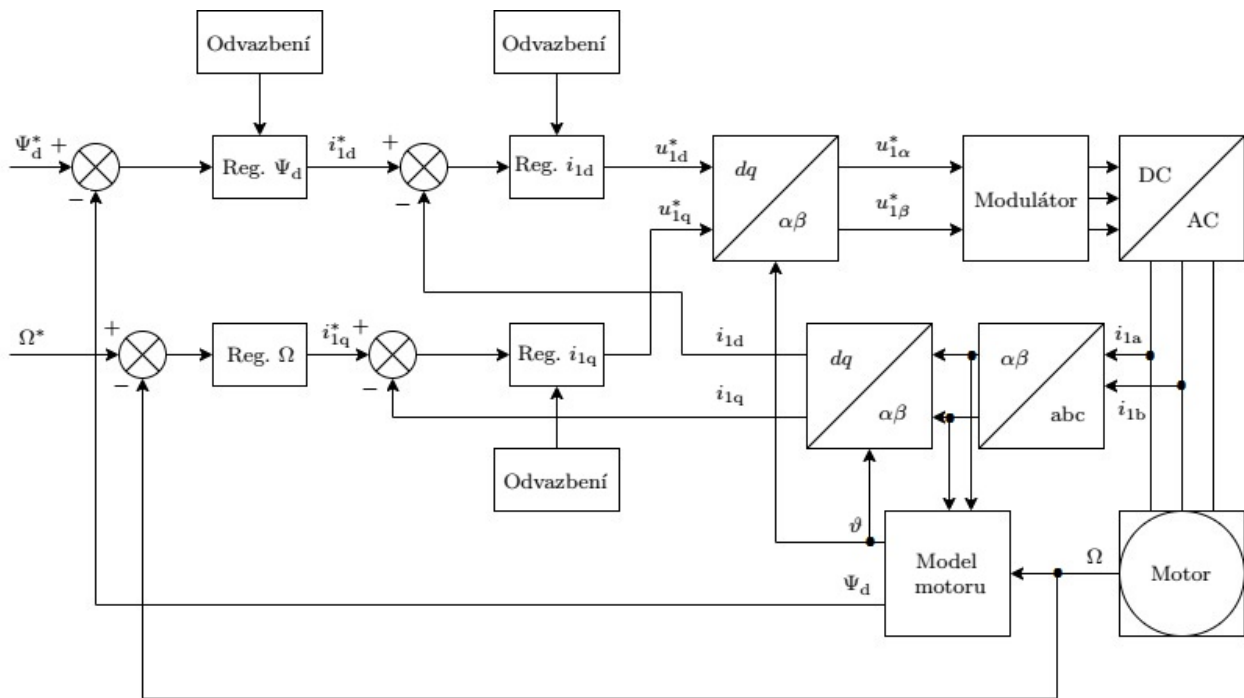 Odvazbení
Odvazbení
Ψ*d
+
−
Reg. Ψd
i*1d
+
−
Reg. i1d
u*1d
u*1q
dq
αβ
u*1α
u*1β
Modulátor
DC
AC
Ω*
+
−
Reg. Ω
i*1q
+
−
Reg. i1q
i1d
i1q
dq
αβ
αβ
abc
i1a
i1b
Odvazbení
ϑ
Ψd
Model
motoru
Ω
Motor